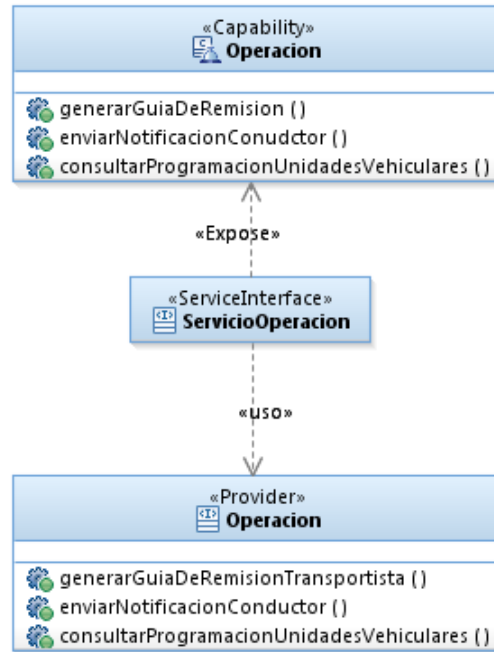 «Capability»
Operacion
generarGuiaDeRemision ()
enviarNotificacionConudctor ()
consultarProgramacionUnidadesVehiculares ()
«Expose»
«ServiceInterface»
ServicioOperacion
«uso»
«Provider»
Operacion
generarGuiaDeRemisionTransportista ()
enviarNotificacionConductor ()
consultarProgramacionUnidadesVehiculares ()